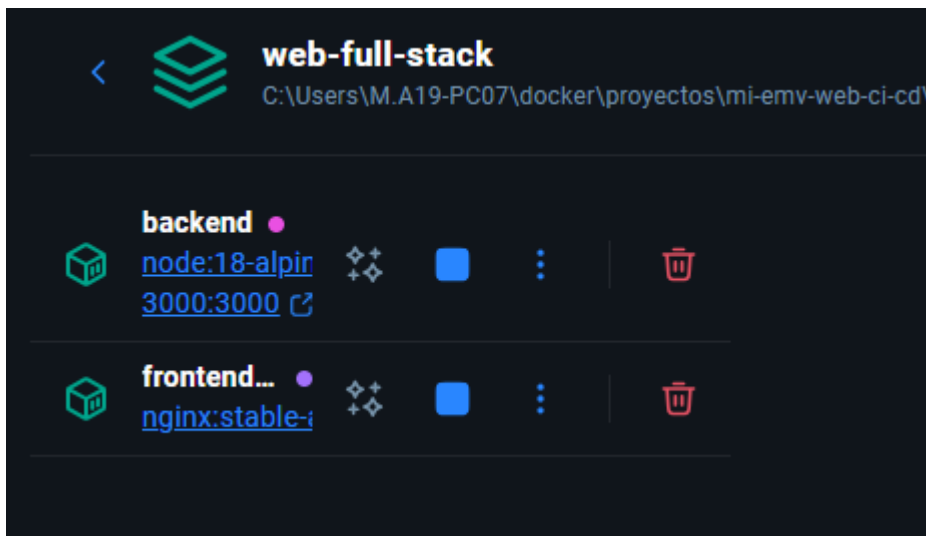 web-full-stack
C:\Users\M.A19-PC07\docker\proyectos\mi-emv-web-ci-cd\
backend
node:18-alpin
3000:3000
frontend...
nginx:stable-a